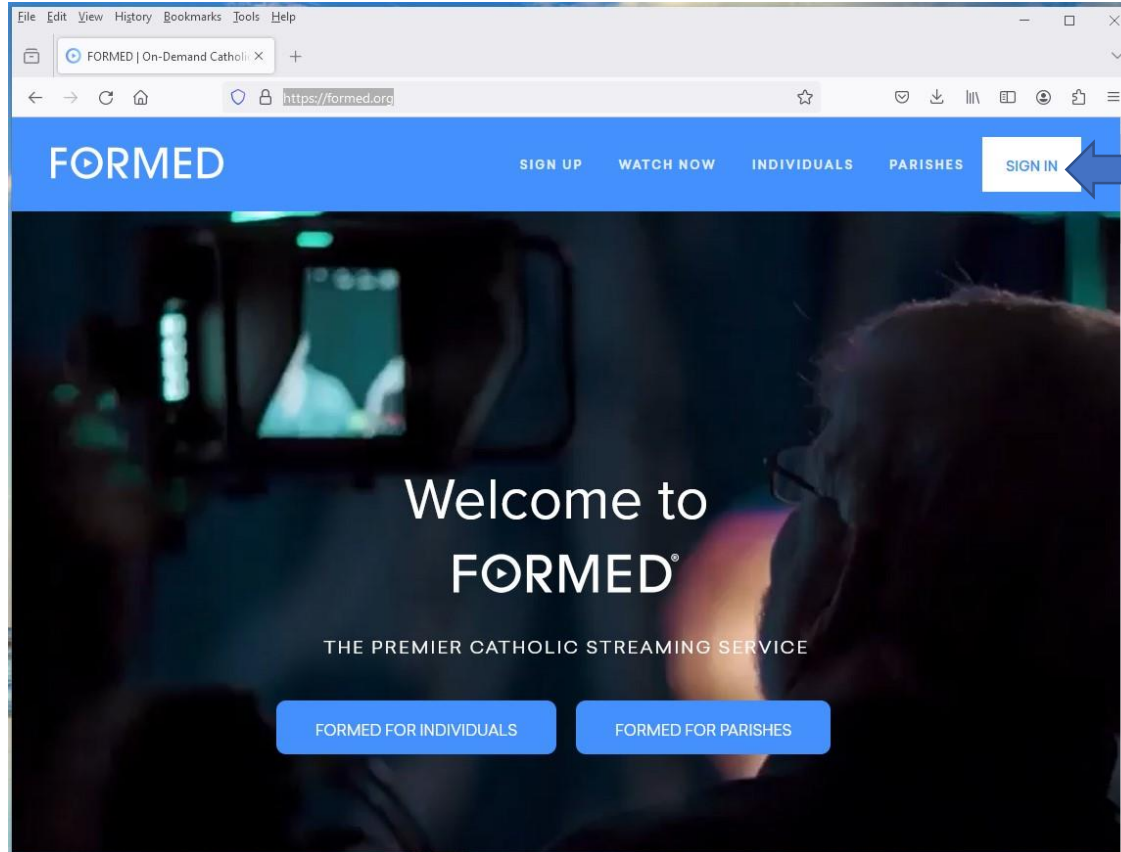 File Edit View History Bookmarks Tools Help
FORMED | On-Demand Catholic
https://formed.org
FORMED SIGN UP WATCH NOW INDIVIDUALS PARISHES SIGN IN
Welcome to
FORMED®
THE PREMIER CATHOLIC STREAMING SERVICE
FORMED FOR INDIVIDUALS FORMED FOR PARISHES